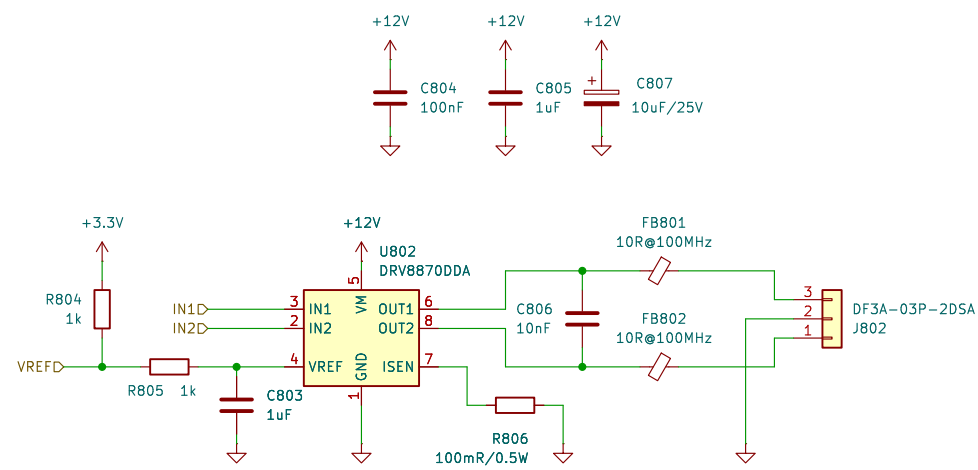 +12V
+12V
+12V
C804
100nF
C805
1uF
+
C807
10uF/25V
+3.3V
R804
1k
VREF
R805 1k
C803
1uF
IN1
IN2
+12V
U802
DRV8870DDA
5
VM
3
IN1
2
IN2
4
VREF
GND
1
OUT1
6
OUT2
8
ISEN
7
R806
100mR/0.5W
C806
10nF
FB801
10R@100MHz
FB802
10R@100MHz
3
2
1
DF3A-03P-2DSA
J802